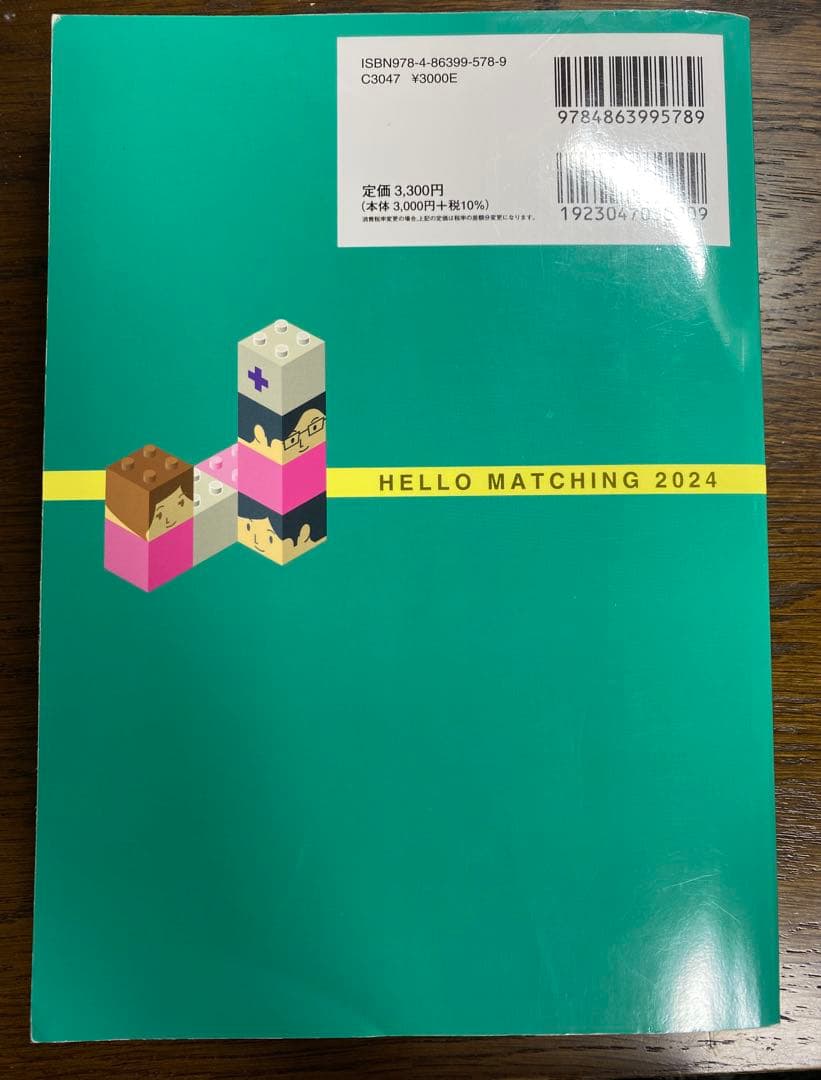 ISBN978-4-86399-578-9
C3047 ¥3000E
9784863995789
定価 3,300円
(本体 3,000円+税10%)
消費税率変更の場合、上記の定価は税率の差額分変更になります。
HELLO MATCHING 2024